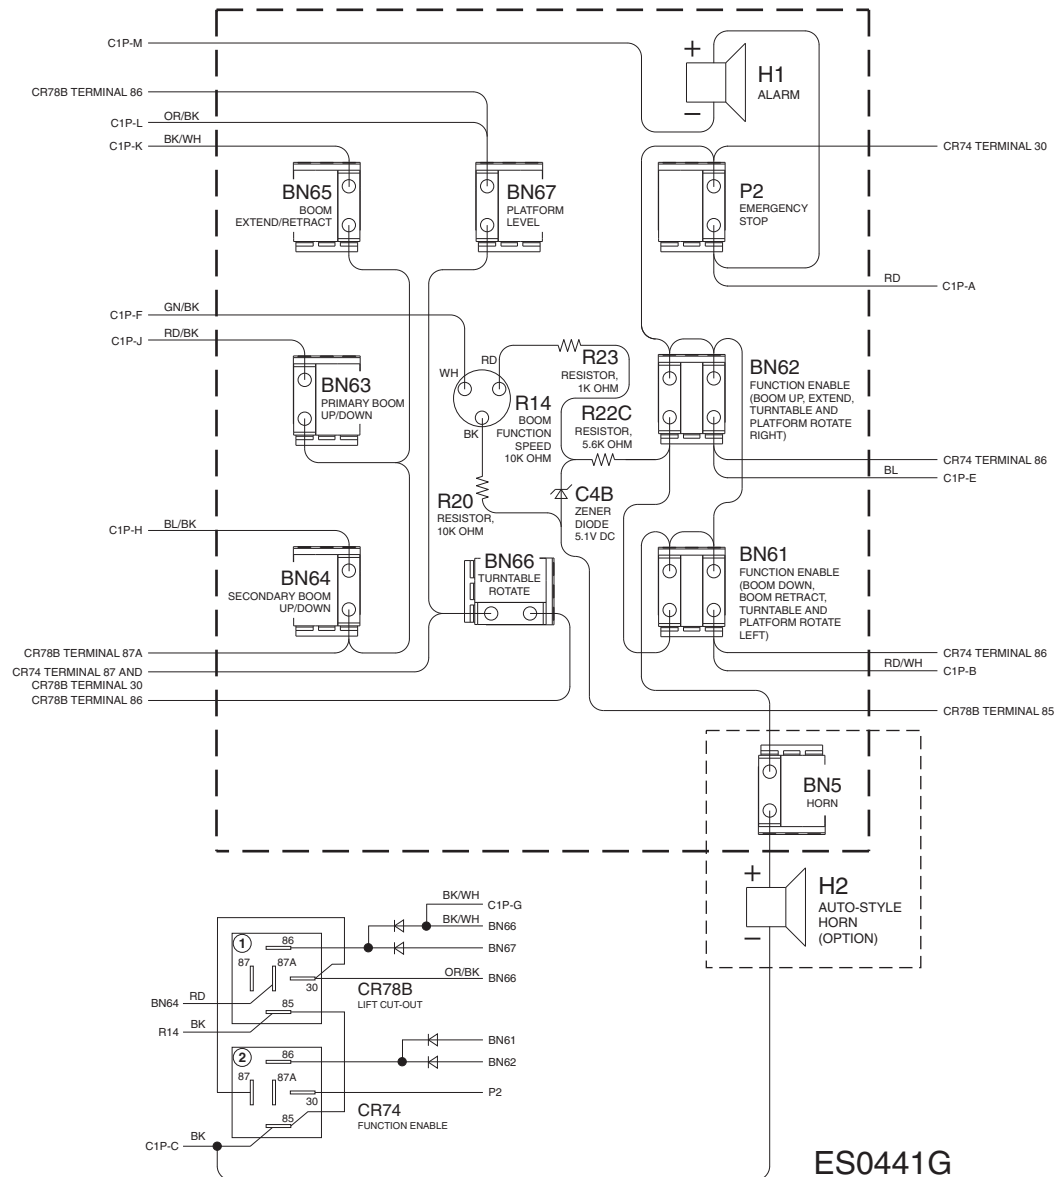 C1P-M
+
H1
ALARM
–
CR78B TERMINAL 86
C1P-L OR/BK
C1P-K BK/WH
CR74 TERMINAL 30
BN65
BOOM
EXTEND/RETRACT
BN67
PLATFORM
LEVEL
P2
EMERGENCY
STOP
RD C1P-A
C1P-F GN/BK
C1P-J RD/BK
WH
RD
BK
R23
RESISTOR,
1K OHM
BN63
PRIMARY BOOM
UP/DOWN
R14
BOOM
FUNCTION
SPEED
10K OHM
R22C
RESISTOR,
5.6K OHM
BN62
FUNCTION ENABLE
(BOOM UP, EXTEND,
TURNTABLE AND
PLATFORM ROTATE
RIGHT)
CR74 TERMINAL 86
BL C1P-E
R20
RESISTOR,
10K OHM
C4B
ZENER
DIODE
5.1V DC
C1P-H BL/BK
BN64
SECONDARY BOOM
UP/DOWN
BN66
TURNTABLE
ROTATE
BN61
FUNCTION ENABLE
(BOOM DOWN,
BOOM RETRACT,
TURNTABLE AND
PLATFORM ROTATE
LEFT)
CR78B TERMINAL 87A
CR74 TERMINAL 87 AND
CR78B TERMINAL 30
CR78B TERMINAL 86
CR74 TERMINAL 86
RD/WH C1P-B
CR78B TERMINAL 85
BN5
HORN
+
H2
AUTO-STYLE
HORN
(OPTION)
–
BK/WH C1P-G
BK/WH BN66
BN67
OR/BK BN66
1
86
87 87A
30
85
CR78B
LIFT CUT-OUT
BN64 RD
R14 BK
BN61
BN62
P2
2
86
87 87A
30
85
CR74
FUNCTION ENABLE
C1P-C BK
ES0441G